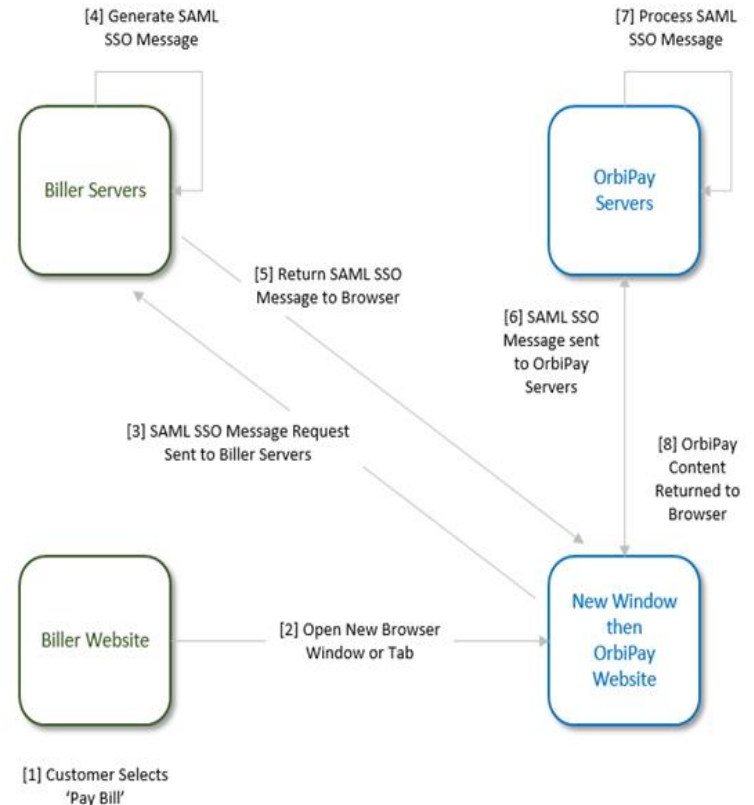 [4] Generate SAML
SSO Message
[7] Process SAML
SSO Message
Biller Servers
OrbiPay
Servers
[5] Return SAML SSO
Message to Browser
[6] SAML SSO
Message sent
to OrbiPay
Servers
[3] SAML SSO Message Request
Sent to Biller Servers
[8] OrbiPay
Content
Returned to
Browser
Biller Website
[2] Open New Browser
Window or Tab
New Window
then
OrbiPay
Website
[1] Customer Selects
'Pay Bill'